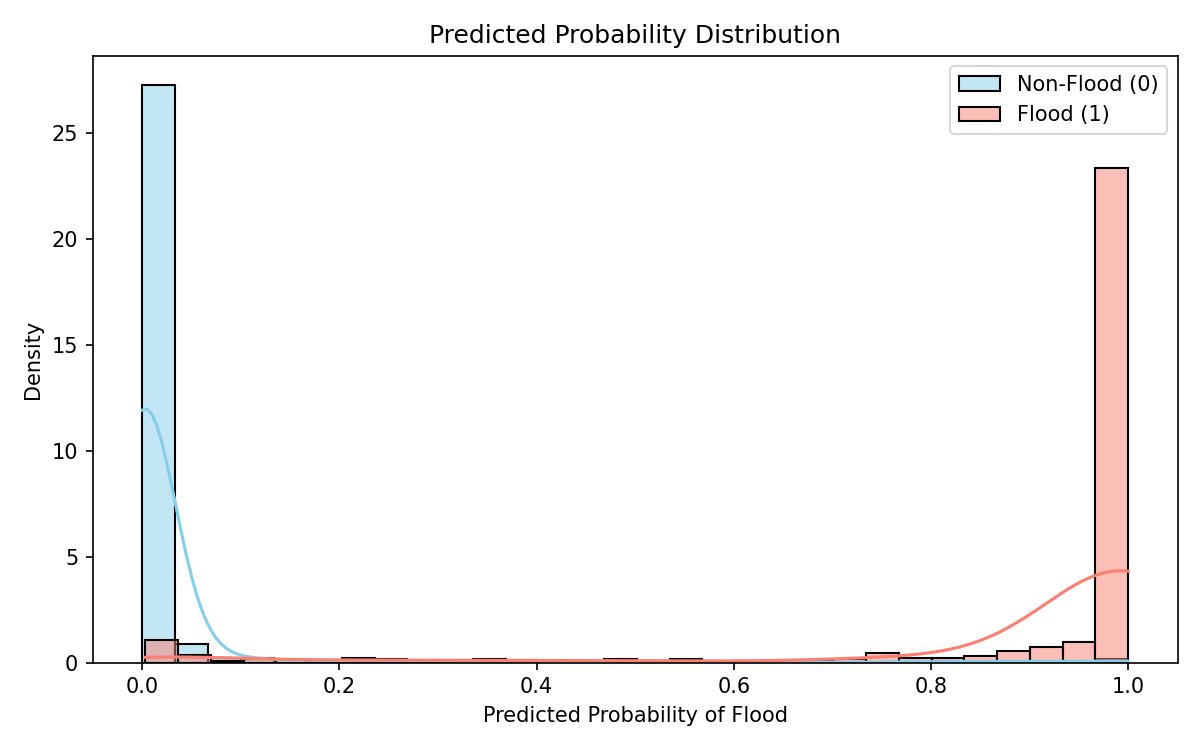 Predicted Probability Distribution
Non-Flood (0)
Flood (1)
Density
25
20
15
10
5
0
0.0 0.2 0.4 0.6 0.8 1.0
Predicted Probability of Flood